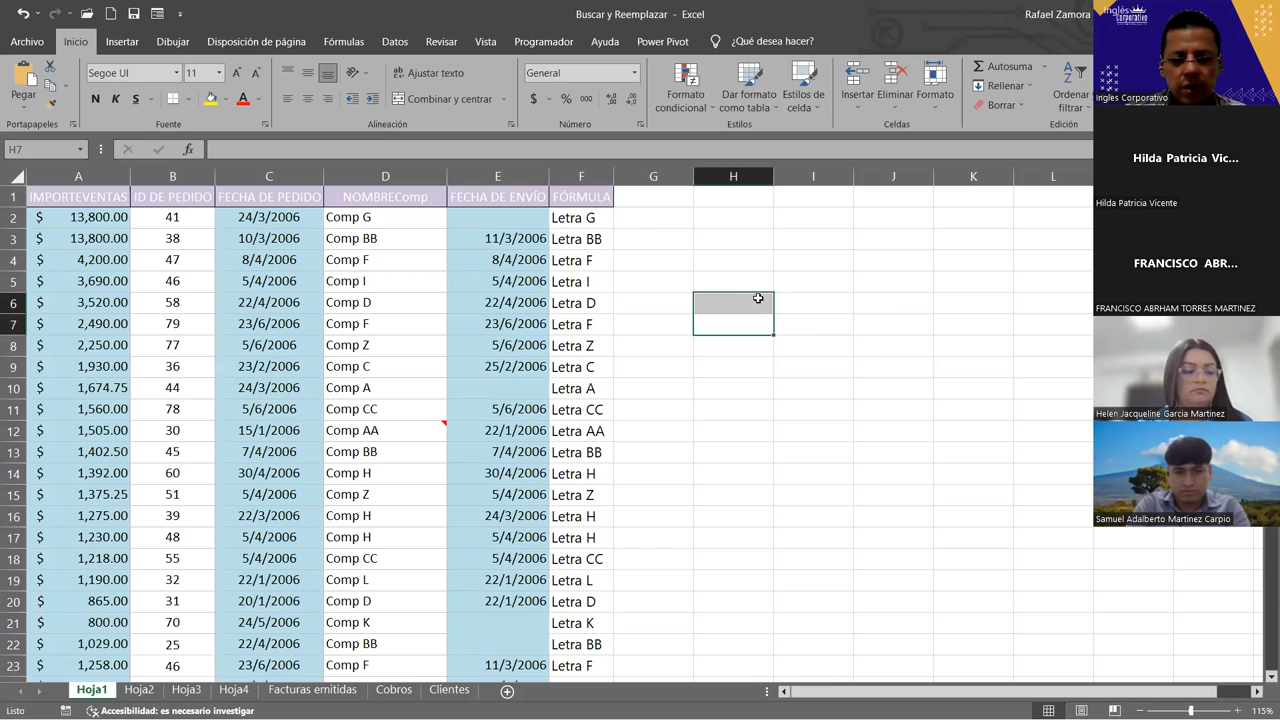 Buscar y Reemplazar - Excel
Rafael Zamora
Archivo Inicio Insertar Dibujar Disposición de página Fórmulas Datos Revisar Vista Programador Ayuda Power Pivot ¿Qué desea hacer?
Pegar
Segoe UI 11
N K S
Ajustar texto
Combinar y centrar
General
$ % 000
Formato condicional
Dar formato como tabla
Estilos de celda
Insertar Eliminar Formato
Autosuma
Rellenar
Borrar
Ordenar filtrar
Portapapeles Fuente Alineación Número Estilos Celdas Edición
H7 fx
A B C D E F G H I J K L
1 IMPORTEVENTAS ID DE PEDIDO FECHA DE PEDIDO NOMBREComp FECHA DE ENVÍO FÓRMULA
2 $ 13,800.00 41 24/3/2006 Comp G Letra G
3 $ 13,800.00 38 10/3/2006 Comp BB 11/3/2006 Letra BB
4 $ 4,200.00 47 8/4/2006 Comp F 8/4/2006 Letra F
5 $ 3,690.00 46 5/4/2006 Comp I 5/4/2006 Letra I
6 $ 3,520.00 58 22/4/2006 Comp D 22/4/2006 Letra D
7 $ 2,490.00 79 23/6/2006 Comp F 23/6/2006 Letra F
8 $ 2,250.00 77 5/6/2006 Comp Z 5/6/2006 Letra Z
9 $ 1,930.00 36 23/2/2006 Comp C 25/2/2006 Letra C
10 $ 1,674.75 44 24/3/2006 Comp A Letra A
11 $ 1,560.00 78 5/6/2006 Comp CC 5/6/2006 Letra CC
12 $ 1,505.00 30 15/1/2006 Comp AA 22/1/2006 Letra AA
13 $ 1,402.50 45 7/4/2006 Comp BB 7/4/2006 Letra BB
14 $ 1,392.00 60 30/4/2006 Comp H 30/4/2006 Letra H
15 $ 1,375.25 51 5/4/2006 Comp Z 5/4/2006 Letra Z
16 $ 1,275.00 39 22/3/2006 Comp H 24/3/2006 Letra H
17 $ 1,230.00 48 5/4/2006 Comp H 5/4/2006 Letra H
18 $ 1,218.00 55 5/4/2006 Comp CC 5/4/2006 Letra CC
19 $ 1,190.00 32 22/1/2006 Comp L 22/1/2006 Letra L
20 $ 865.00 31 20/1/2006 Comp D 22/1/2006 Letra D
21 $ 800.00 70 24/5/2006 Comp K Letra K
22 $ 1,029.00 25 22/4/2006 Comp BB Letra BB
23 $ 1,258.00 46 23/6/2006 Comp F 11/3/2006 Letra F
Hoja1 Hoja2 Hoja3 Hoja4 Facturas emitidas Cobros Clientes
Listo Accesibilidad: es necesario investigar 115%
Inglés Corporativo
Ingles Corporativo
Hilda Patricia Vic...
Hilda Patricia Vicente
FRANCISCO ABR...
FRANCISCO ABRHAM TORRES MARTINEZ
Helen Jacqueline Garcia Martinez
Samuel Adalberto Martinez Carpio